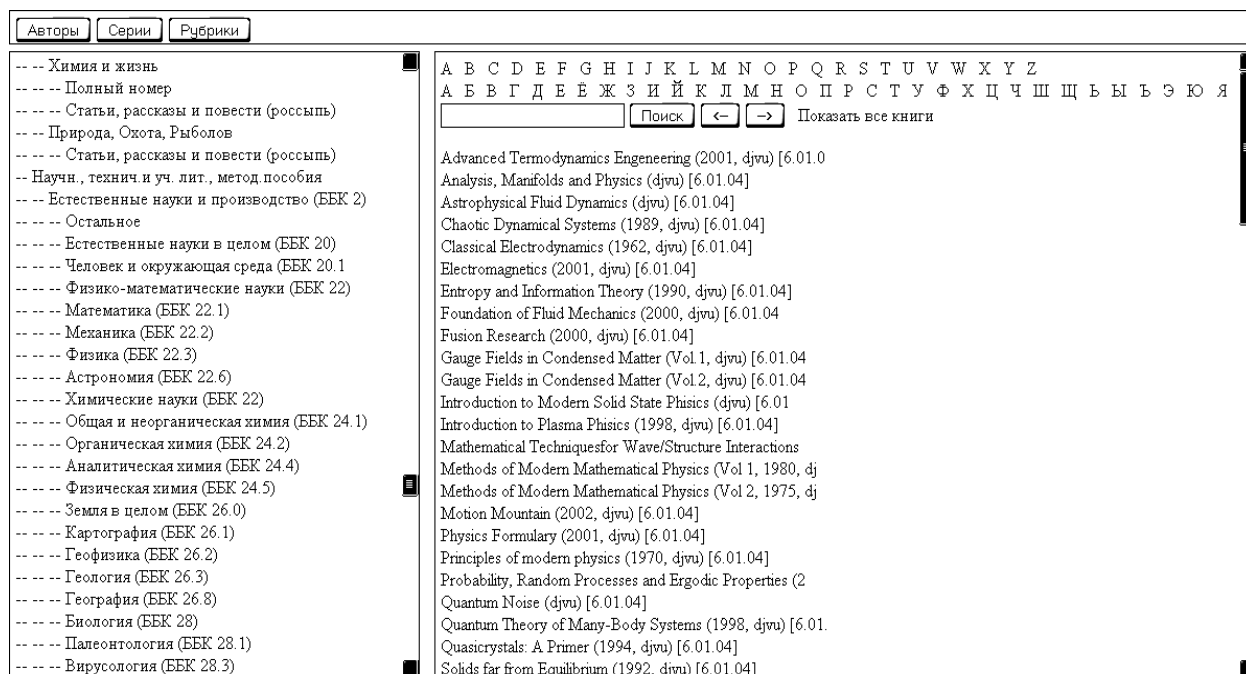 Авторы Серии Рубрики
-- -- Химия и жизнь
-- -- -- Полный номер
-- -- -- Статьи, рассказы и повести (россыпь)
-- -- Природа, Охота, Рыболов
-- -- -- Статьи, рассказы и повести (россыпь)
-- Научн., технич.и уч. лит., метод.пособия
-- -- Естественные науки и производство (ББК 2)
-- -- -- Остальное
-- -- -- Естественные науки в целом (ББК 20)
-- -- -- Человек и окружающая среда (ББК 20.1
-- -- -- Физико-математические науки (ББК 22)
-- -- -- Математика (ББК 22.1)
-- -- -- Механика (ББК 22.2)
-- -- -- Физика (ББК 22.3)
-- -- -- Астрономия (ББК 22.6)
-- -- -- Химические науки (ББК 22)
-- -- -- Общая и неорганическая химия (ББК 24.1)
-- -- -- Органическая химия (ББК 24.2)
-- -- -- Аналитическая химия (ББК 24.4)
-- -- -- Физическая химия (ББК 24.5)
-- -- -- Земля в целом (ББК 26.0)
-- -- -- Картография (ББК 26.1)
-- -- -- Геофизика (ББК 26.2)
-- -- -- Геология (ББК 26.3)
-- -- -- География (ББК 26.8)
-- -- -- Биология (ББК 28)
-- -- -- Палеонтология (ББК 28.1)
-- -- -- Вирусология (ББК 28.3)
A B C D E F G H I J K L M N O P Q R S T U V W X Y Z
А Б В Г Д Е Ё Ж З И Й К Л М Н О П Р С Т У Ф Х Ц Ч Ш Щ Ь Ы Ъ Э Ю Я
Поиск <- -> Показать все книги
Advanced Termodynamics Engeneering (2001, djvu) [6.01.0
Analysis, Manifolds and Physics (djvu) [6.01.04]
Astrophysical Fluid Dynamics (djvu) [6.01.04]
Chaotic Dynamical Systems (1989, djvu) [6.01.04]
Classical Electrodynamics (1962, djvu) [6.01.04]
Electromagnetics (2001, djvu) [6.01.04]
Entropy and Information Theory (1990, djvu) [6.01.04]
Foundation of Fluid Mechanics (2000, djvu) [6.01.04
Fusion Research (2000, djvu) [6.01.04]
Gauge Fields in Condensed Matter (Vol.1, djvu) [6.01.04
Gauge Fields in Condensed Matter (Vol.2, djvu) [6.01.04
Introduction to Modern Solid State Phisics (djvu) [6.01
Introduction to Plasma Phisics (1998, djvu) [6.01.04]
Mathematical Techniquesfor Wave/Structure Interactions
Methods of Modern Mathematical Physics (Vol 1, 1980, dj
Methods of Modern Mathematical Physics (Vol 2, 1975, dj
Motion Mountain (2002, djvu) [6.01.04]
Physics Formulary (2001, djvu) [6.01.04]
Principles of modern physics (1970, djvu) [6.01.04]
Probability, Random Processes and Ergodic Properties (2
Quantum Noise (djvu) [6.01.04]
Quantum Theory of Many-Body Systems (1998, djvu) [6.01.
Quasicrystals: A Primer (1994, djvu) [6.01.04]
Solids far from Equilibrium (1992, djvu) [6.01.04]